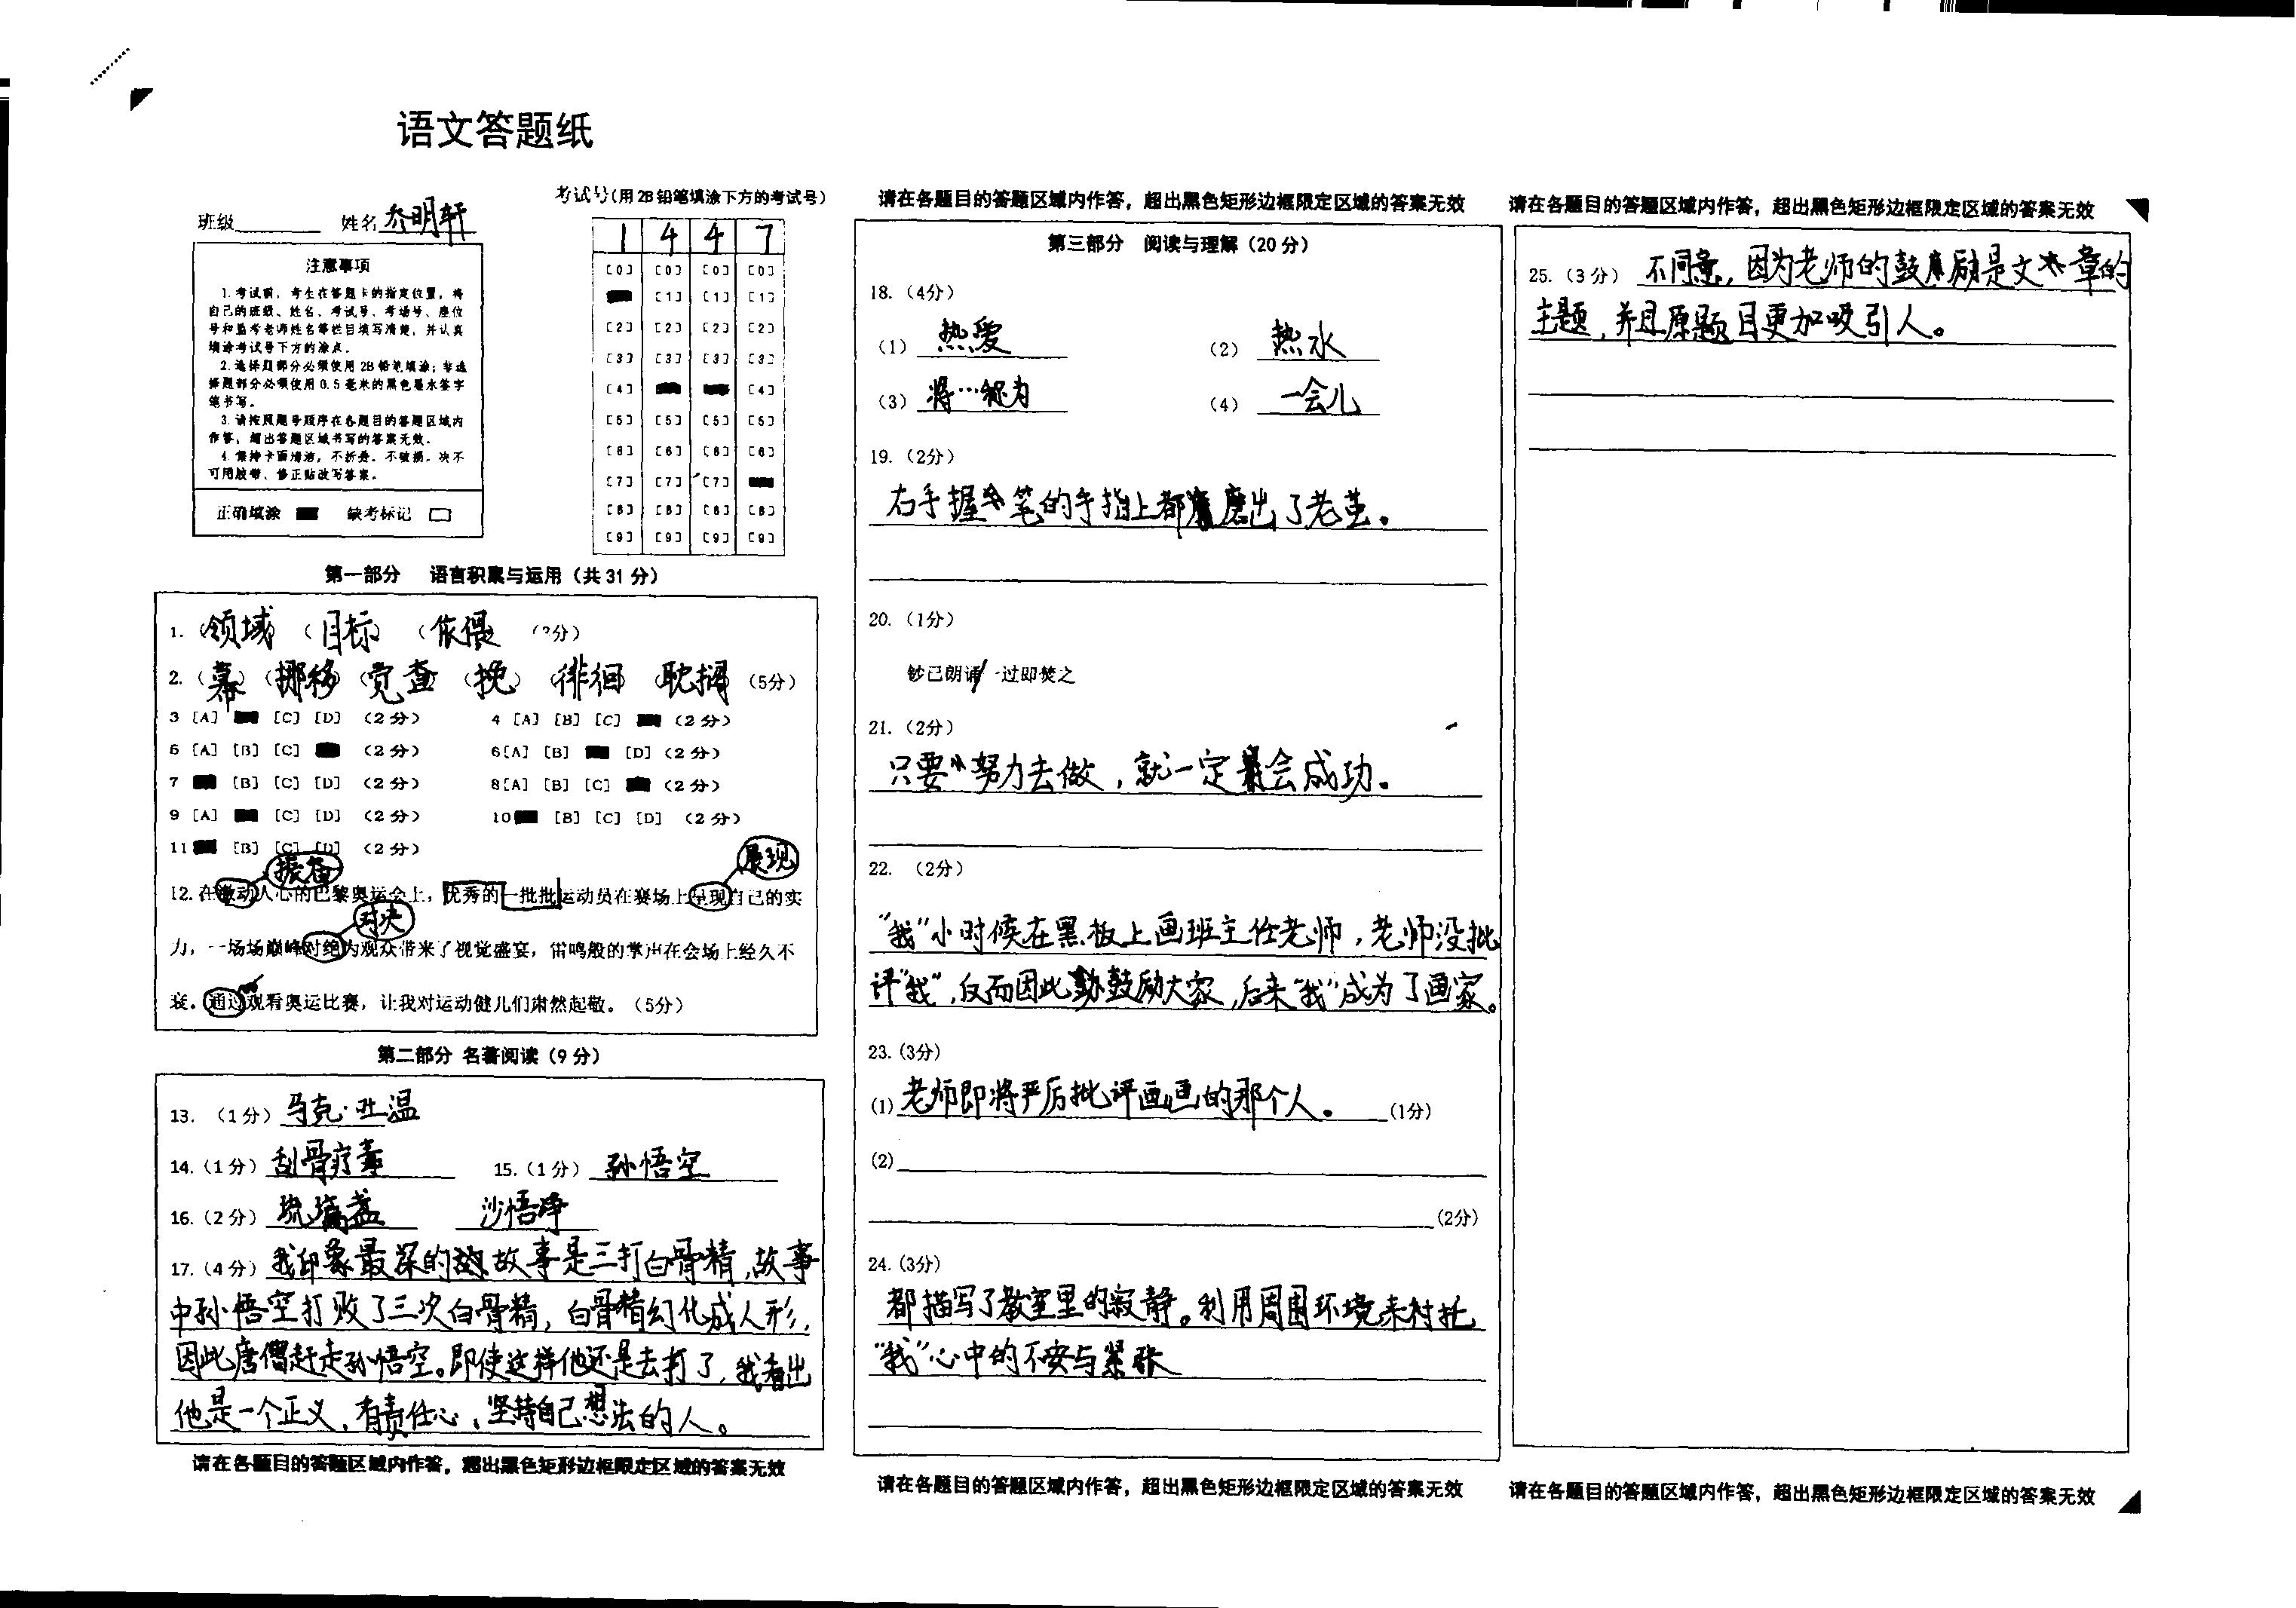 语文答题纸
考试号(用2B铅笔填涂下方的考试号)
班级 姓名 明轩
1 4 4 7
注意事项
1.考试前，考生在答题卡的指定位置，将
自己的班级、姓名、考试号、考场号、座位
号和监考老师姓名等栏目填写清楚，并认真
填涂考试号下方的涂点。
2.选择题部分必须使用2B铅笔填涂；非选
择题部分必须使用0.5毫米的黑色墨水签字
笔书写。
3.请按照题号顺序在各题目的答题区域内
作答，超出答题区域书写的答案无效。
4.保持卡面清洁，不折叠、不破损。决不
可用胶带、修正贴改写答案。
正确填涂 缺考标记
[0] [0] [0] [0]
[1] [1] [1]
[2] [2] [2] [2]
[3] [3] [3] [3]
[4] [4]
[5] [5] [5] [5]
[6] [6] [6] [6]
[7] [7] [7]
[8] [8] [8] [8]
[9] [9] [9] [9]
第一部分 语言积累与运用（共31分）
1.（领域）（目标）（依偎）（3分）
2.（幕）（挪移）（党查）（挽）（徘徊）（耽搁）（5分）
3 [A] [C] [D] （2分） 4 [A] [B] [C] （2分）
5 [A] [B] [C] （2分） 6[A] [B] [D]（2分）
7 [B] [C] [D] （2分） 8[A] [B] [C] （2分）
9 [A] [C] [D] （2分） 10 [B] [C] [D] （2分）
11 [B] [C] [D] （2分）
振奋 展现
12.在激动人心的巴黎奥运会上，优秀的一批批运动员在赛场上呈现自己的实
对决
力，一场场巅峰对绝为观众带来了视觉盛宴，雷鸣般的掌声在会场上经久不
衰。通过观看奥运比赛，让我对运动健儿们肃然起敬。（5分）
第二部分 名著阅读（9分）
13.（1分）马克·吐温
14.（1分）刮骨疗毒 15.（1分）孙悟空
16.（2分）琉璃盏 沙悟净
17.（4分）我印象最深的故事是三打白骨精,故事
中孙悟空打败了三次白骨精，白骨精幻化成人形，
因此唐僧赶走孙悟空。即使这样他还是去打了，我看出
他是一个正义、有责任心、坚持自己想法的人。
请在各题目的答题区域内作答，超出黑色矩形边框限定区域的答案无效
请在各题目的答题区域内作答，超出黑色矩形边框限定区域的答案无效
第三部分 阅读与理解（20分）
18.（4分）
（1）热爱 （2）热水
（3）将…称为 （4）一会儿
19.（2分）
右手握笔的手指上都磨出了老茧。
20.（1分）
钞已朗诵/一过即焚之
21.（2分）
只要努力去做，就一定会成功。
22.（2分）
“我”小时候在黑板上画班主任老师，老师没批
评“我”，反而因此鼓励大家，后来“我”成为了画家。
23.(3分)
(1)老师即将严厉批评画画的那个人。(1分)
(2)
(2分)
24.(3分)
都描写了教室里的寂静。利用周围环境来衬托
“我”心中的不安与紧张
请在各题目的答题区域内作答，超出黑色矩形边框限定区域的答案无效
请在各题目的答题区域内作答，超出黑色矩形边框限定区域的答案无效
25.（3分）不同意，因为老师的鼓励是文章的
主题，并且原题目更加吸引人。
请在各题目的答题区域内作答，超出黑色矩形边框限定区域的答案无效